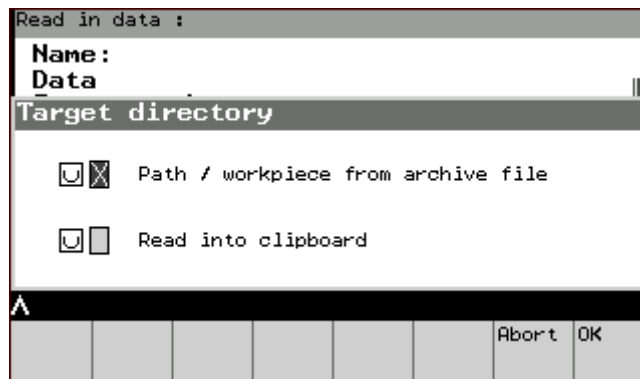 Read in data :
Name:
Data
Target directory
Path / workpiece from archive file
Read into clipboard
Abort OK